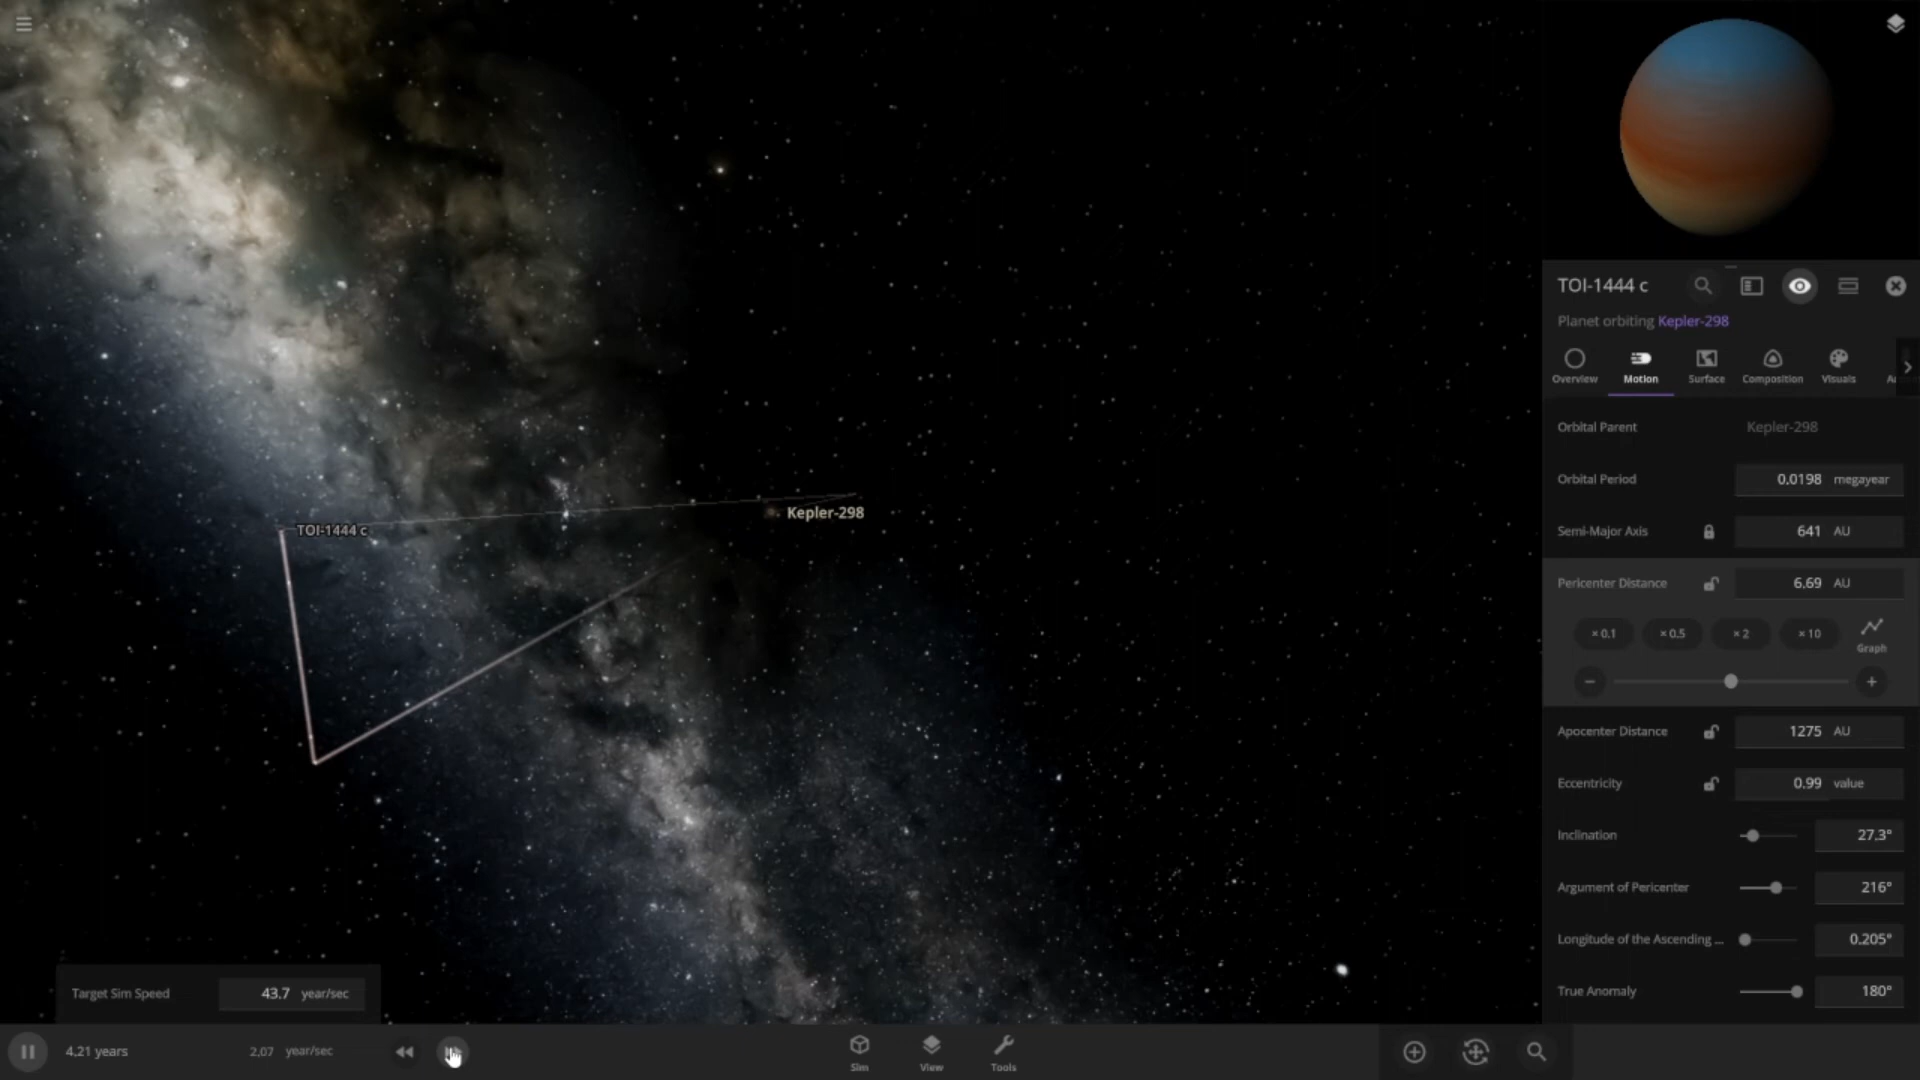 TOI-1444 c
Planet orbiting Kepler-298
Overview
Motion
Surface
Composition
Visuals
Orbital Parent
Kepler-298
Orbital Period
0.0198 megayear
Semi-Major Axis
641 AU
Pericenter Distance
6.69 AU
× 0.1
× 0.5
× 2
× 10
Graph
Apocenter Distance
1275 AU
Eccentricity
0.99 value
Inclination
27.3°
Argument of Pericenter
216°
Longitude of the Ascending ...
0.205°
True Anomaly
180°
Kepler-298
TOI-1444 c
Target Sim Speed
43.7 year/sec
4.21 years
2.07 year/sec
Sim
View
Tools